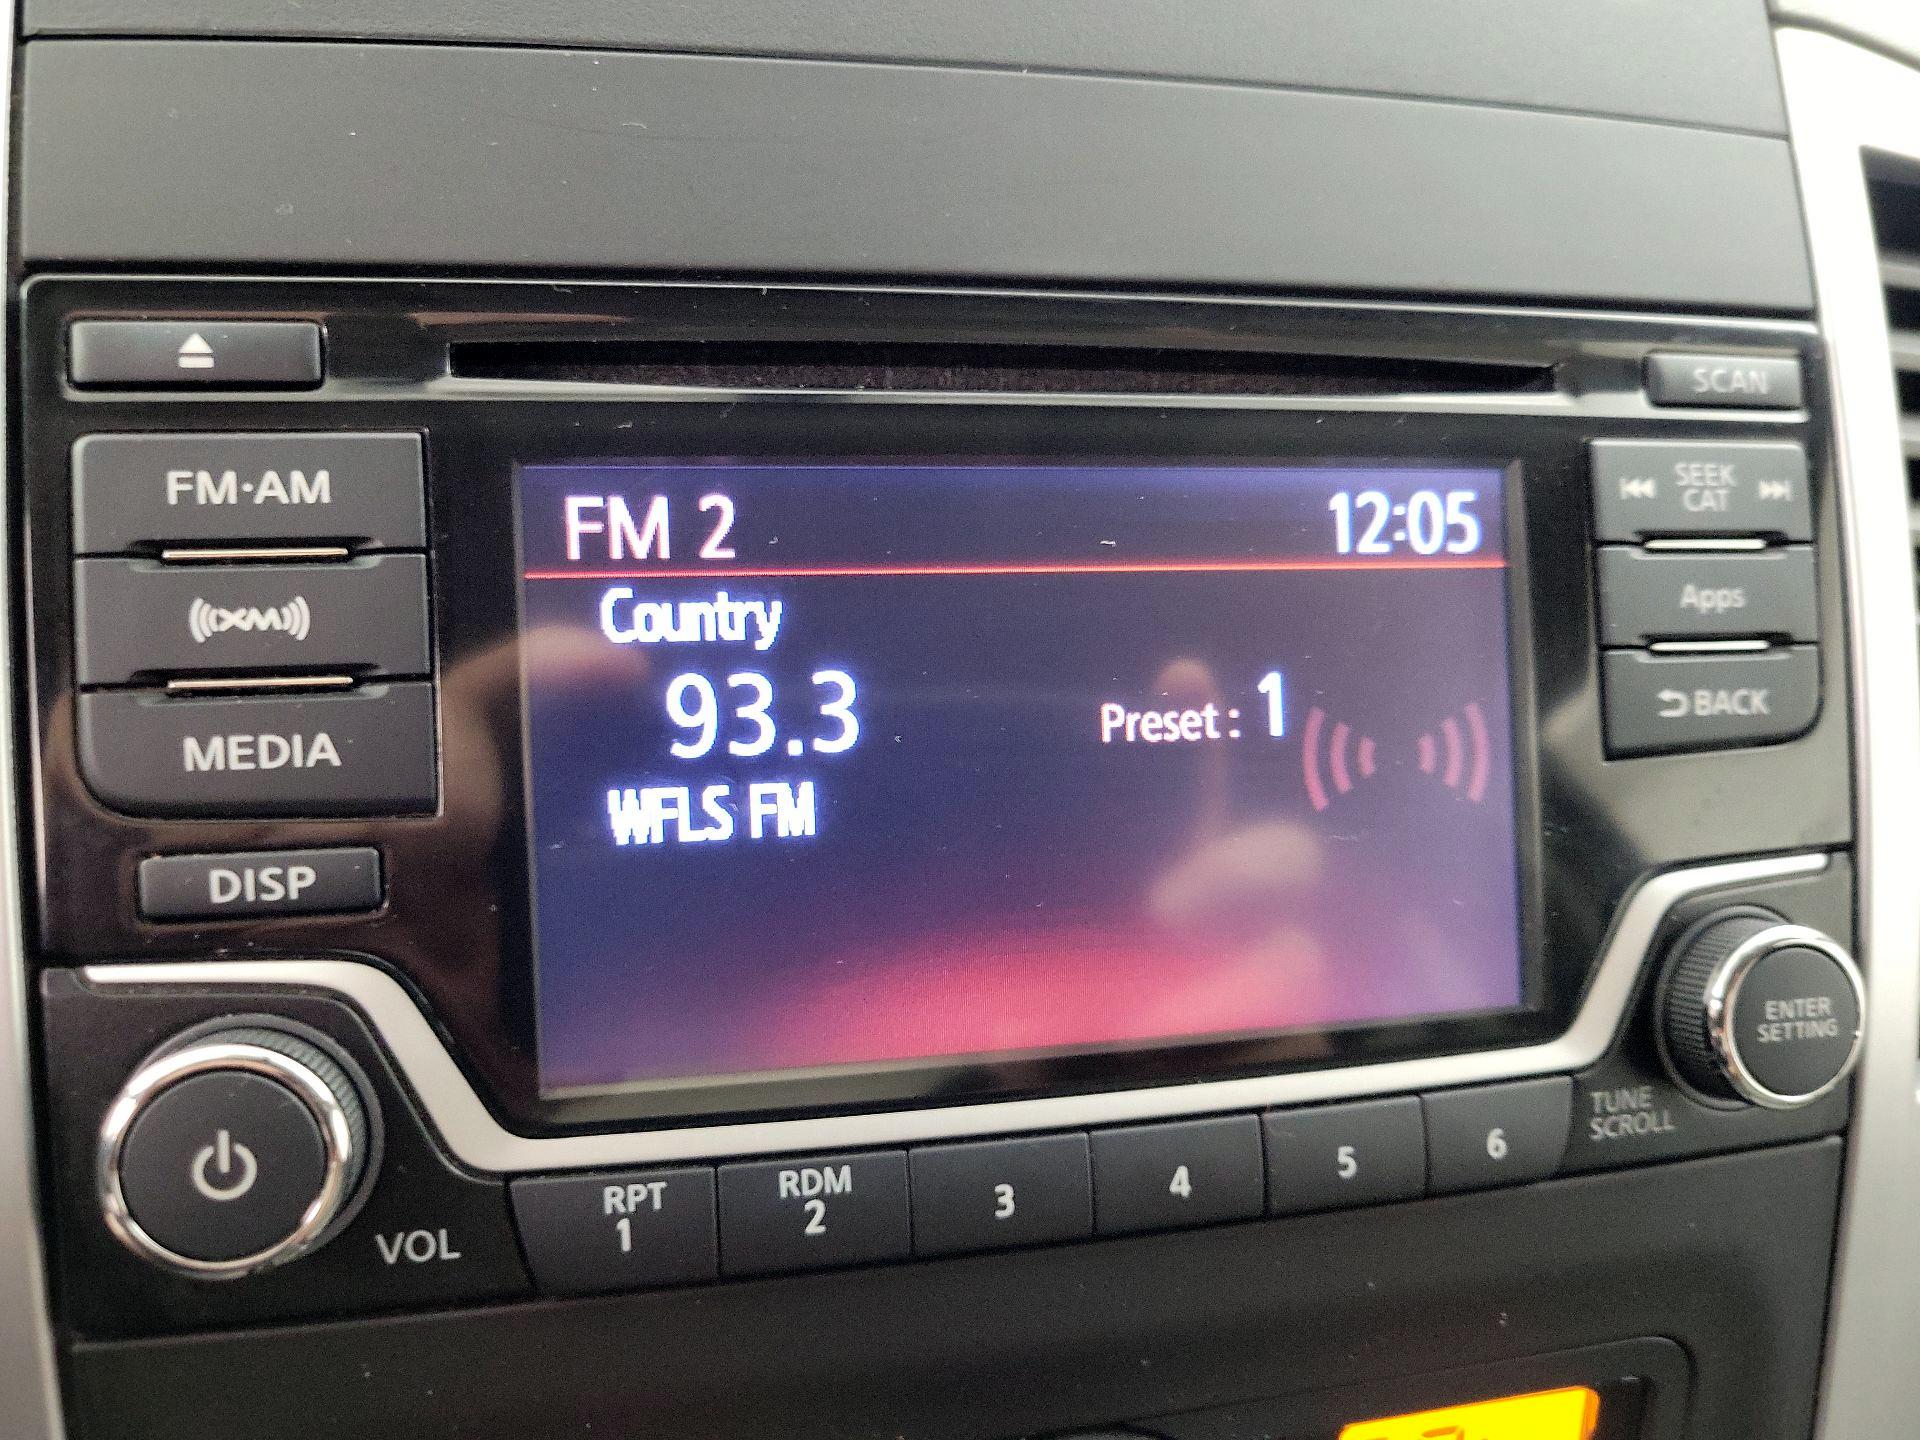 SCAN
FM·AM
SEEK
CAT
FM 2 12:05
Country
XM
Apps
93.3
Preset : 1
BACK
MEDIA
WFLS FM
DISP
ENTER
SETTING
TUNE
SCROLL
VOL
RPT
1
RDM
2
3
4
5
6